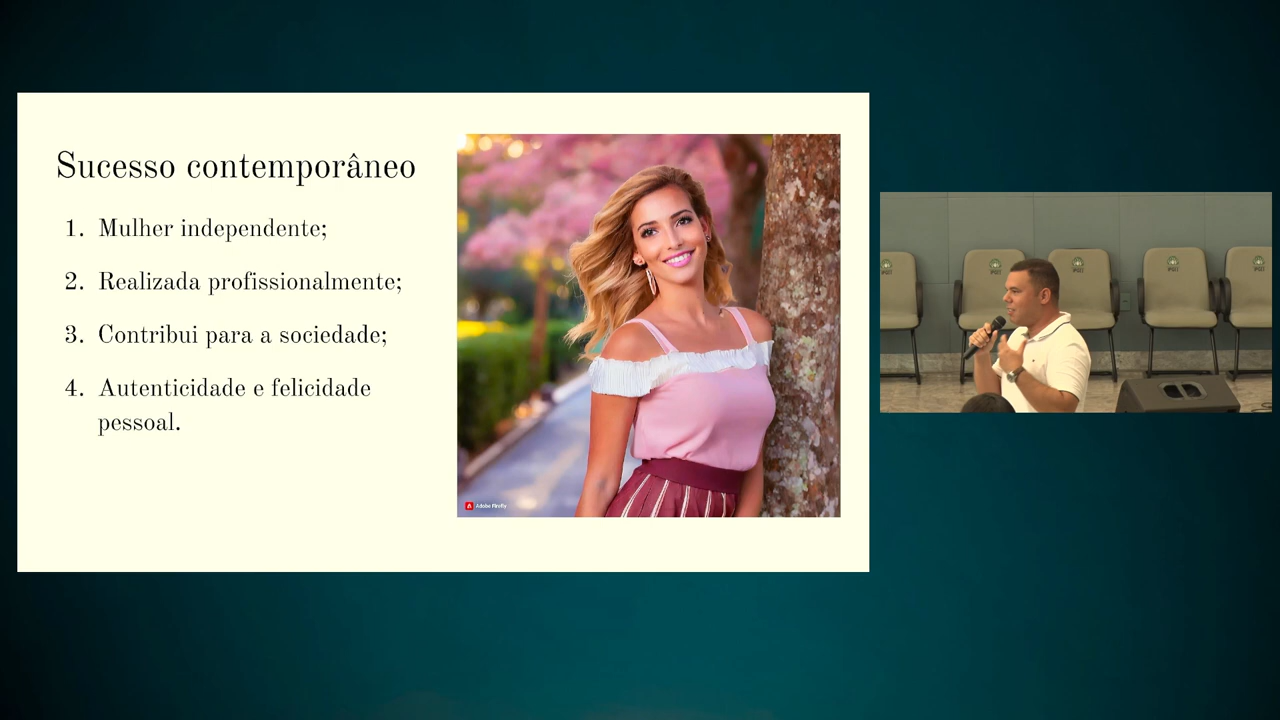 Sucesso contemporâneo
1. Mulher independente;
2. Realizada profissionalmente;
3. Contribui para a sociedade;
4. Autenticidade e felicidade
pessoal.
Adobe Firefly